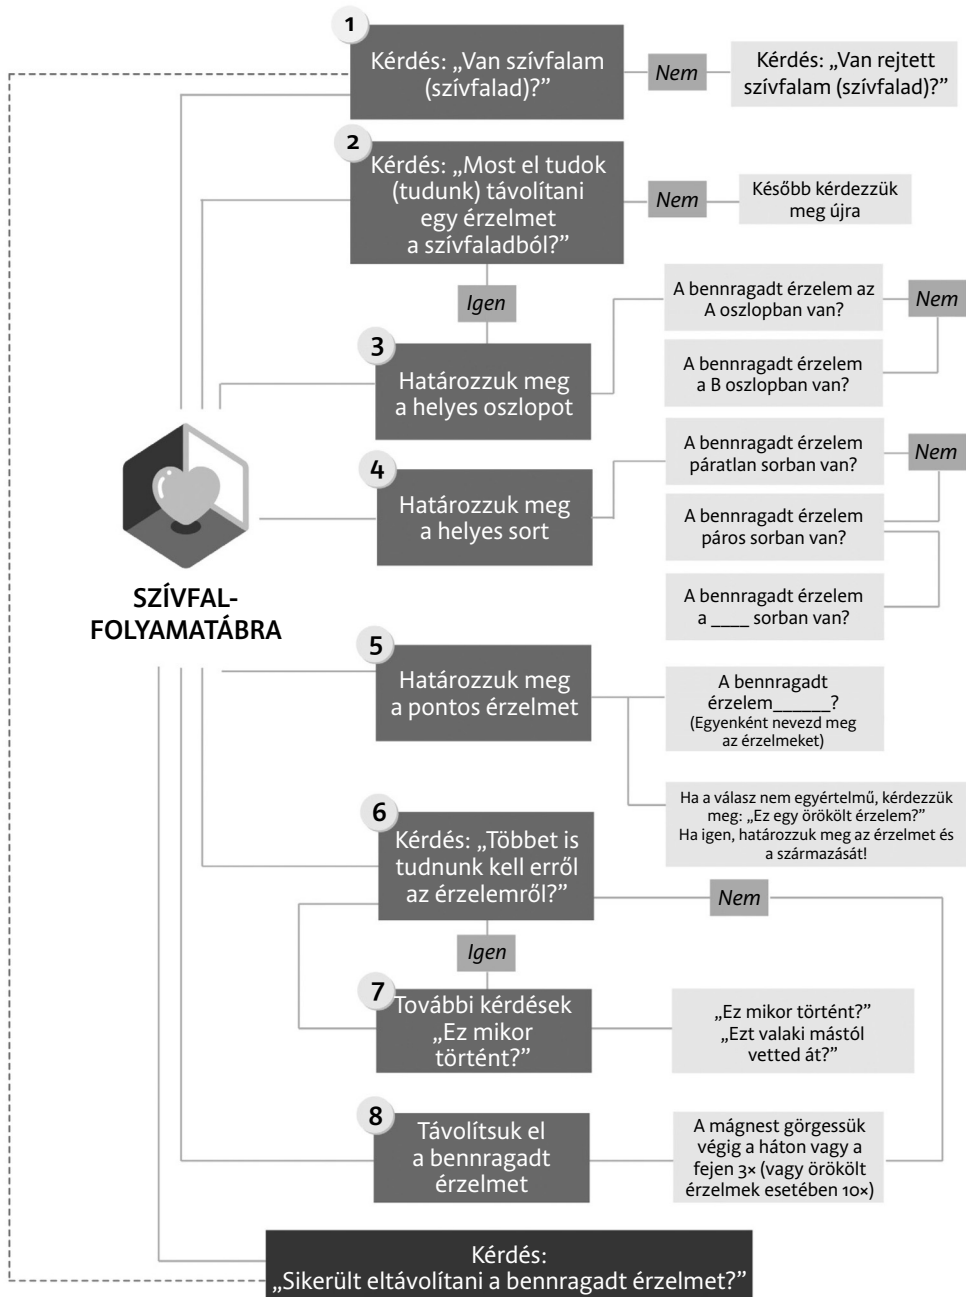 1
Kérdés: „Van szívfalam
(szívfalad)?”
Nem
Kérdés: „Van rejtett
szívfalam (szívfalad)?”
2
Kérdés: „Most el tudok
(tudunk) távolítani
egy érzelmet
a szívfaladból?”
Nem
Később kérdezzük
meg újra
Igen
3
Határozzuk meg
a helyes oszlopot
A bennragadt érzelem az
A oszlopban van?
Nem
A bennragadt érzelem
a B oszlopban van?
4
Határozzuk meg
a helyes sort
A bennragadt érzelem
páratlan sorban van?
Nem
A bennragadt érzelem
páros sorban van?
A bennragadt érzelem
a ____ sorban van?
SZÍVFAL-
FOLYAMATÁBRA
5
Határozzuk meg
a pontos érzelmet
A bennragadt
érzelem______?
(Egyenként nevezd meg
az érzelmeket)
Ha a válasz nem egyértelmű, kérdezzük
meg: „Ez egy örökölt érzelem?”
Ha igen, határozzuk meg az érzelmet és
a származását!
6
Kérdés: „Többet is
tudnunk kell erről
az érzelemről?”
Nem
Igen
7
További kérdések
„Ez mikor
történt?”
„Ez mikor történt?”
„Ezt valaki mástól
vetted át?”
8
Távolítsuk el
a bennragadt
érzelmet
A mágnest görgessük
végig a háton vagy a
fejen 3× (vagy örökölt
érzelmek esetében 10×)
Kérdés:
„Sikerült eltávolítani a bennragadt érzelmet?”